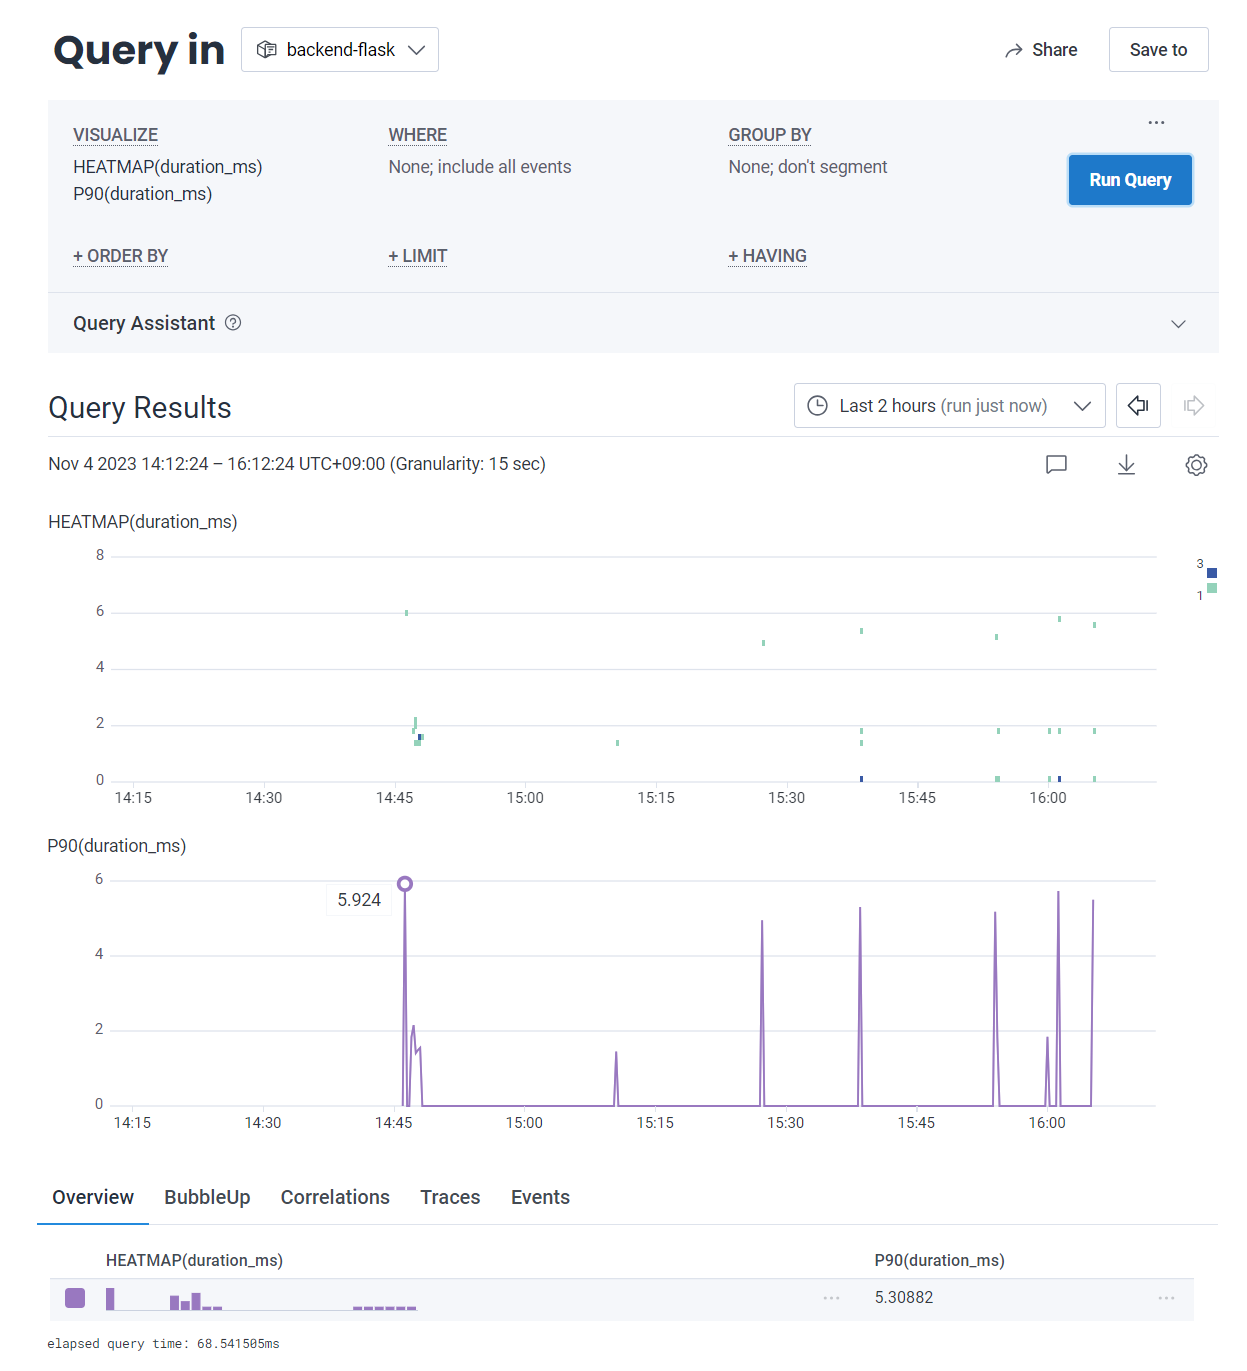 Query in backend-flask Share Save to
VISUALIZE WHERE GROUP BY ...
HEATMAP(duration_ms) None; include all events None; don't segment
P90(duration_ms)
Run Query
+ ORDER BY + LIMIT + HAVING
Query Assistant ?
Query Results Last 2 hours (run just now)
Nov 4 2023 14:12:24 – 16:12:24 UTC+09:00 (Granularity: 15 sec)
HEATMAP(duration_ms)
8
6
4
2
0
3
1
14:15 14:30 14:45 15:00 15:15 15:30 15:45 16:00
P90(duration_ms)
6
5.924
4
2
0
14:15 14:30 14:45 15:00 15:15 15:30 15:45 16:00
Overview BubbleUp Correlations Traces Events
HEATMAP(duration_ms) P90(duration_ms)
... 5.30882 ...
elapsed query time: 68.541505ms